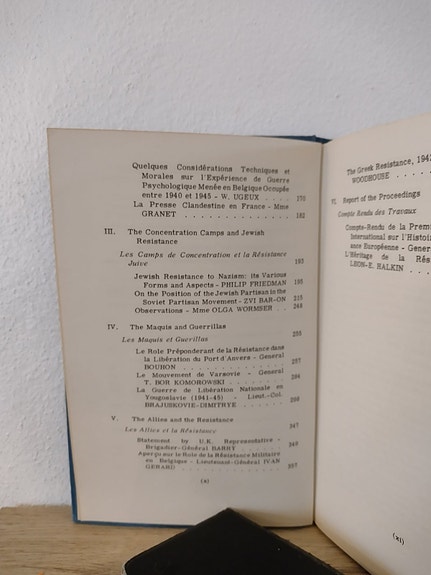 Quelques Considérations Techniques et
Morales sur l'Expérience de Guerre
Psychologique Menée en Belgique Occupée
entre 1940 et 1945 - W. UGEUX . . . . 170
La Presse Clandestine en France - Mme
GRANET . . . . . . . . . . . . 182
III. The Concentration Camps and Jewish
Resistance
Les Camps de Concentration et la Résistance
Juive 193
Jewish Resistance to Nazism: its Various
Forms and Aspects - PHILIP FRIEDMAN 195
On the Position of the Jewish Partisan in the
Soviet Partisan Movement - ZVI BAR-ON 215
Observations - Mme OLGA WORMSER . . 248
IV. The Maquis and Guerrillas
Les Maquis et Guerillas 255
Le Role Préponderant de la Résistance dans
la Libération du Port d'Anvers - General
BOUHON . . . . . . . . . . . . 257
Le Mouvement de Varsovie - General
T. BOR KOMOROWSKI . . . . . . . 286
La Guerre de Libération Nationale en
Yougoslavie (1941-45) - Lieut.-Col.
BRAJUSKOVIE-DIMITRYE . . . . . 298
V. The Allies and the Resistance
Les Allies et la Résistance 347
Statement by U.K. Representative -
Brigadier-Général BARRY . . . . 349
Aperçu sur le Role de la Résistance Militaire
en Belgique - Lieutenant-Général IVAN
GERARD . . . . . . . . . . . . 357
(x)
The Greek Resistance, 194
WOODHOUSE . . . . . .
VI. Report of the Proceedings
Compte Rendu des Travaux
Compte-Rendu de la Prem
International sur l'Histoir
ance Européenne - Gener
L'Héritage de la Rés
LEON-E. HALKIN . . . .
(xi)